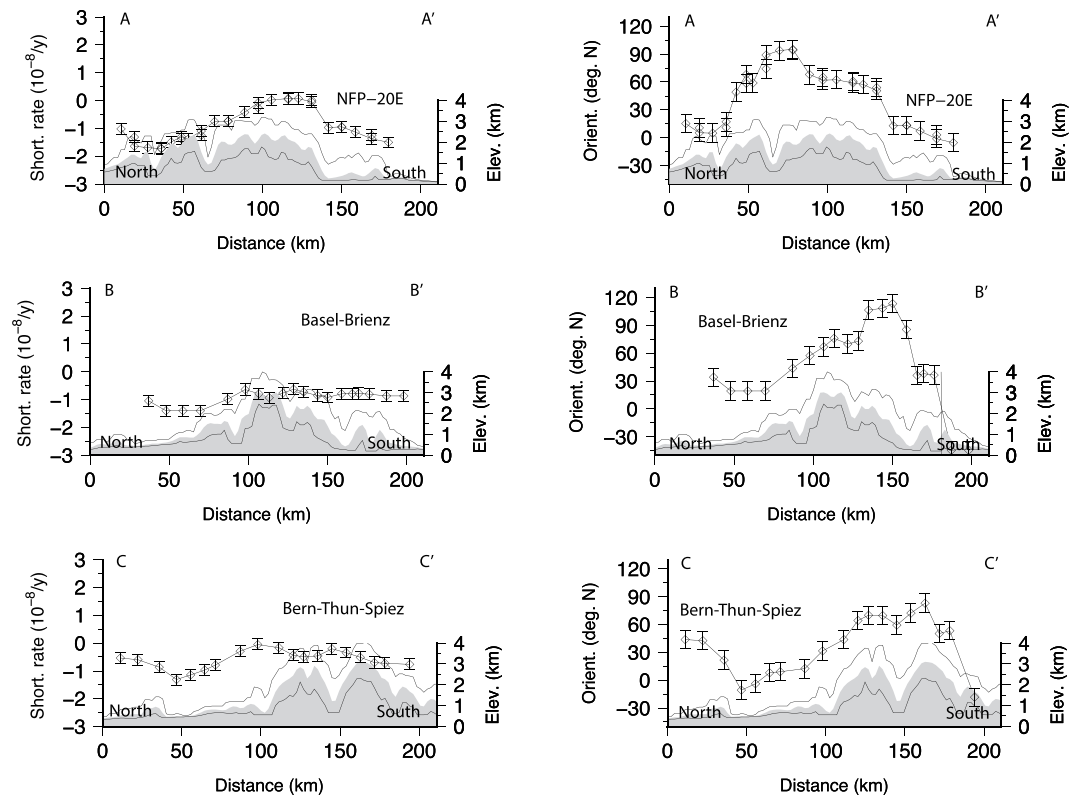 A A'
Short. rate (10⁻⁸/y)
3
2
1
0
−1
−2
−3
NFP−20E
North South
4
3
2
1
0
Elev. (km)
0 50 100 150 200
Distance (km)
A A'
Orient. (deg. N)
120
90
60
30
0
−30
NFP−20E
North South
4
3
2
1
0
Elev. (km)
0 50 100 150 200
Distance (km)
B B'
Short. rate (10⁻⁸/y)
3
2
1
0
−1
−2
−3
Basel-Brienz
North South
4
3
2
1
0
Elev. (km)
0 50 100 150 200
Distance (km)
B B'
Orient. (deg. N)
120
90
60
30
0
−30
Basel-Brienz
North South
4
3
2
1
0
Elev. (km)
0 50 100 150 200
Distance (km)
C C'
Short. rate (10⁻⁸/y)
3
2
1
0
−1
−2
−3
Bern-Thun-Spiez
North South
4
3
2
1
0
Elev. (km)
0 50 100 150 200
Distance (km)
C C'
Orient. (deg. N)
120
90
60
30
0
−30
Bern-Thun-Spiez
North South
4
3
2
1
0
Elev. (km)
0 50 100 150 200
Distance (km)